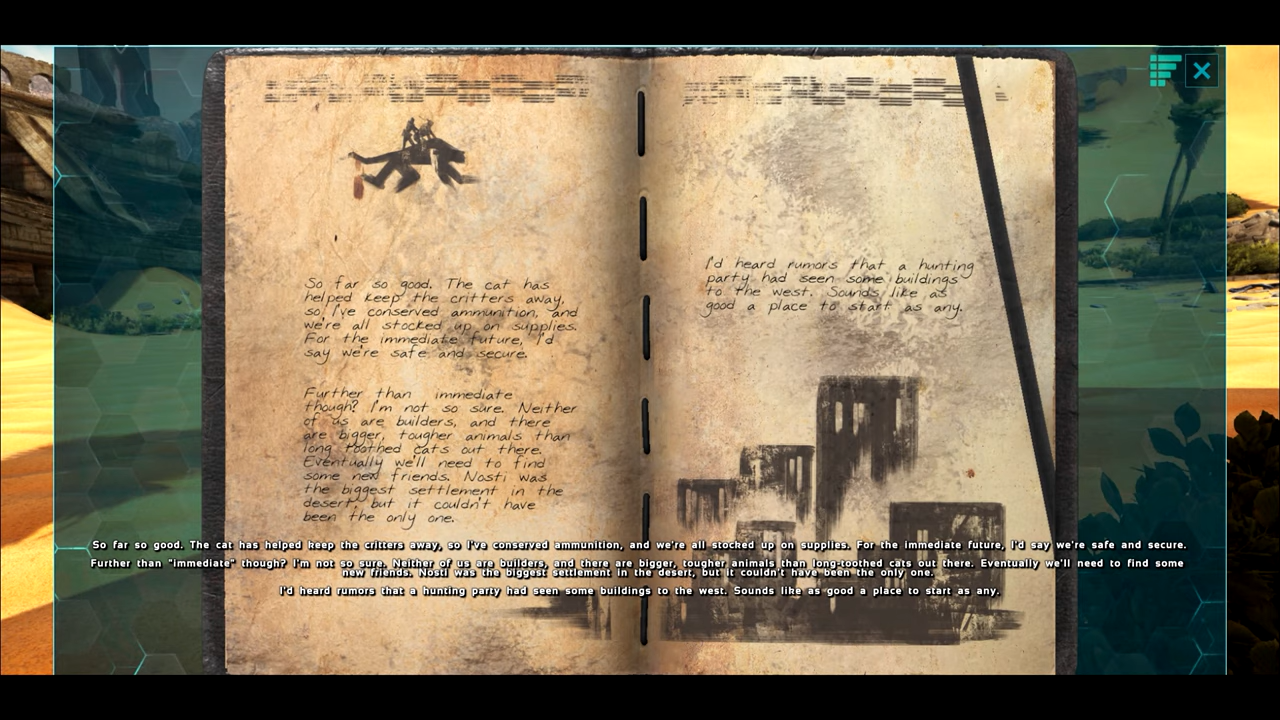 So far so good. The cat has
helped keep the critters away,
so I've conserved ammunition, and
we're all stocked up on supplies.
For the immediate future, I'd
say we're safe and secure.
Further than immediate
though? I'm not so sure. Neither
of us are builders, and there
are bigger, tougher animals than
long toothed cats out there.
Eventually we'll need to find
some new friends. Nosti was
the biggest settlement in the
desert, but it couldn't have
been the only one.
I'd heard rumors that a hunting
party had seen some buildings
to the west. Sounds like as
good a place to start as any.
So far so good. The cat has helped keep the critters away, so I've conserved ammunition, and we're all stocked up on supplies. For the immediate future, I'd say we're safe and secure.
Further than "immediate" though? I'm not so sure. Neither of us are builders, and there are bigger, tougher animals than long-toothed cats out there. Eventually we'll need to find some
new friends. Nosti was the biggest settlement in the desert, but it couldn't have been the only one.
I'd heard rumors that a hunting party had seen some buildings to the west. Sounds like as good a place to start as any.